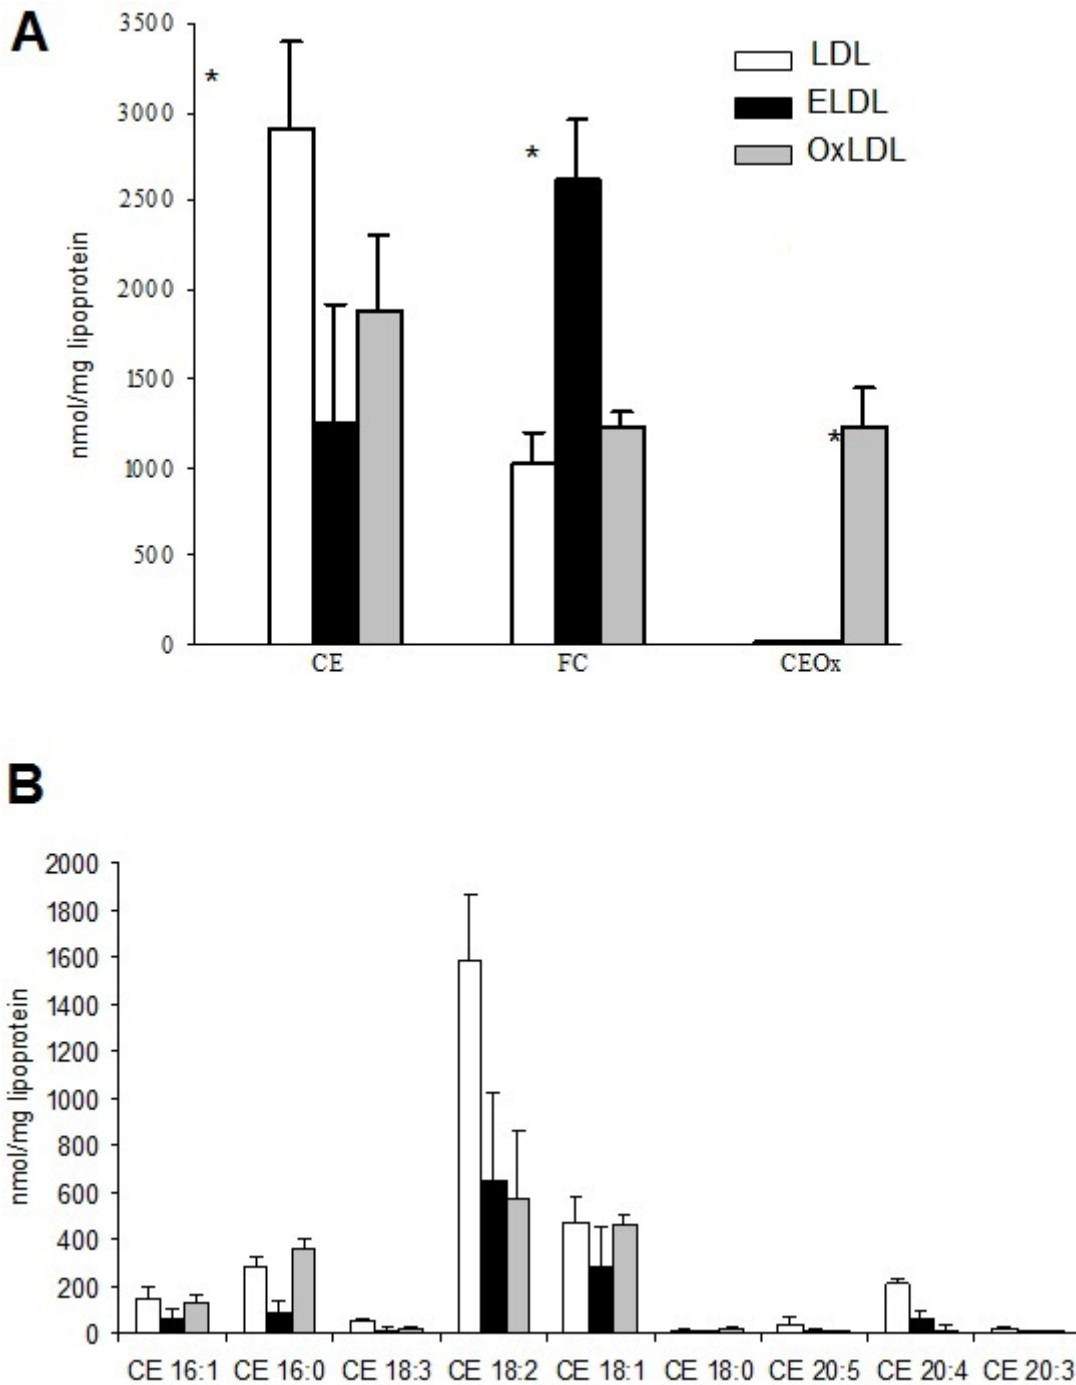 A
3500
3000
2500
2000
1500
1000
500
0
nmol/mg lipoprotein
*
*
*
LDL
ELDL
OxLDL
CE FC CEOx
B
2000
1800
1600
1400
1200
1000
800
600
400
200
0
nmol/mg lipoprotein
CE 16:1 CE 16:0 CE 18:3 CE 18:2 CE 18:1 CE 18:0 CE 20:5 CE 20:4 CE 20:3